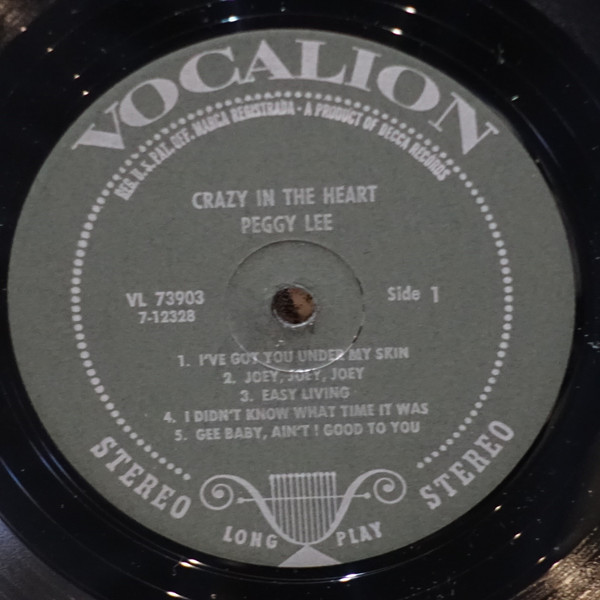 VOCALION
REG. U.S. PAT. OFF. MARCA REGISTRADA - A PRODUCT OF DECCA RECORDS
CRAZY IN THE HEART
PEGGY LEE
VL 73903
7-12328
Side 1
1. I'VE GOT YOU UNDER MY SKIN
2. JOEY, JOEY, JOEY
3. EASY LIVING
4. I DIDN'T KNOW WHAT TIME IT WAS
5. GEE BABY, AIN'T I GOOD TO YOU
STEREO
LONG PLAY
STEREO